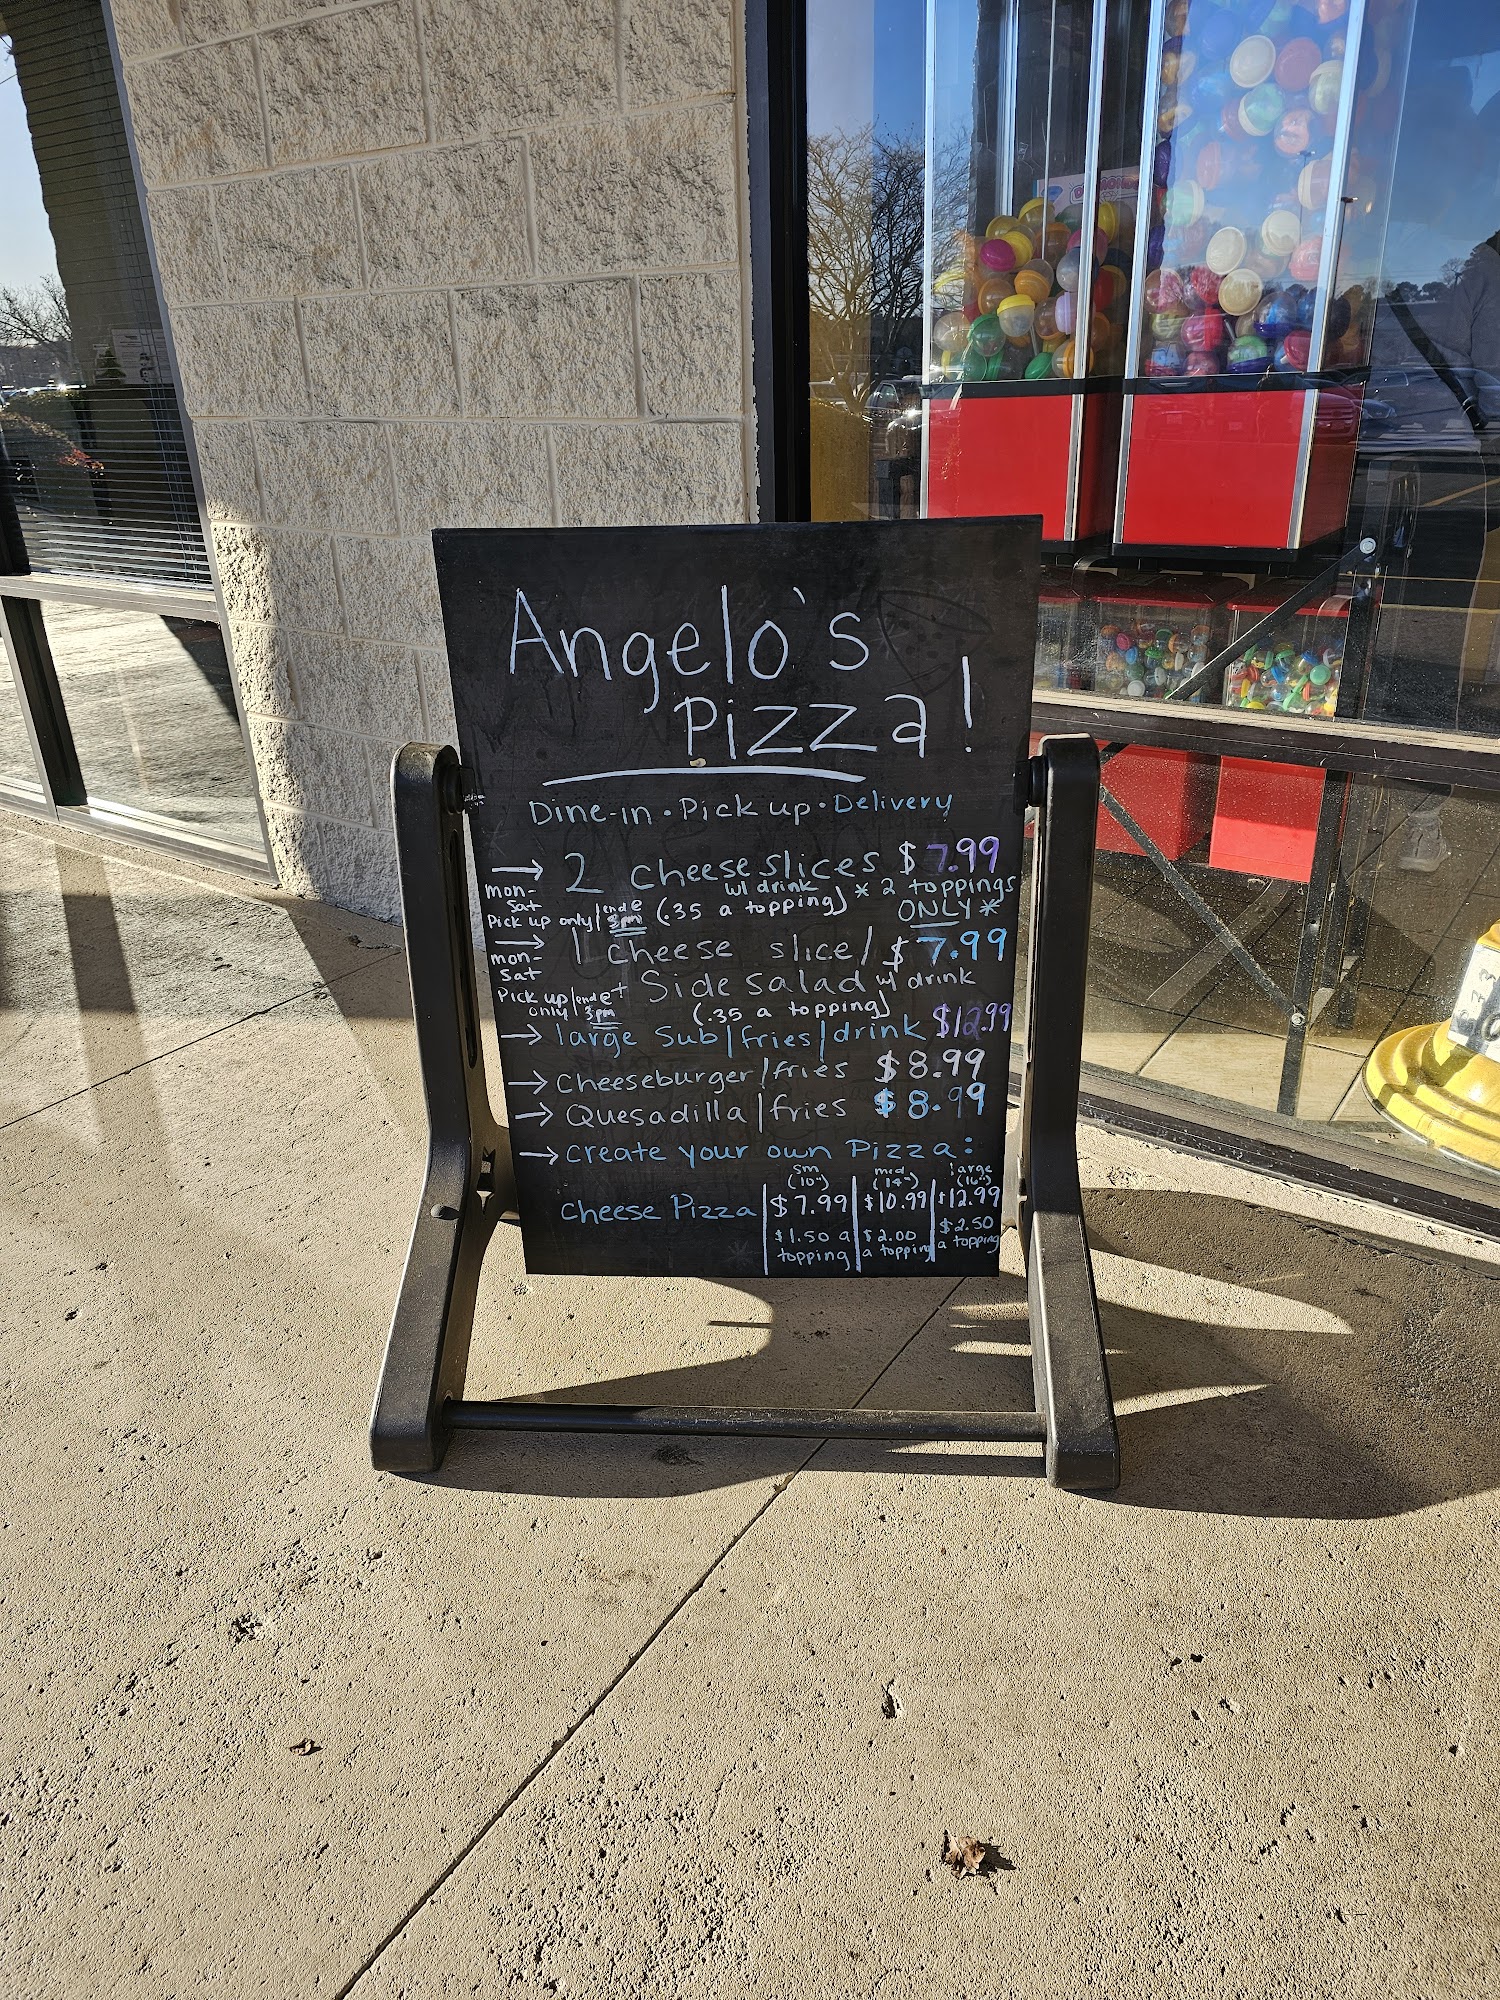 Angelo's
Pizza!
Dine-in • Pick up • Delivery
→ 2 cheese slices $7.99
mon-
sat
w/ drink * 2 toppings
Pick up only/end@ 3pm (.35 a topping) ONLY*
→ 1 cheese slice/ $7.99
mon-
sat
+ Side salad w/ drink
Pick up only/end@ 3pm
(.35 a topping)
→ large Sub/fries/drink $12.99
→ Cheeseburger/fries $8.99
→ Quesadilla/fries $8.99
→ create your own Pizza:
sm (10") med (14") large (16")
Cheese Pizza $7.99 $10.99 $12.99
$1.50 a topping $2.00 a topping $2.50 a topping